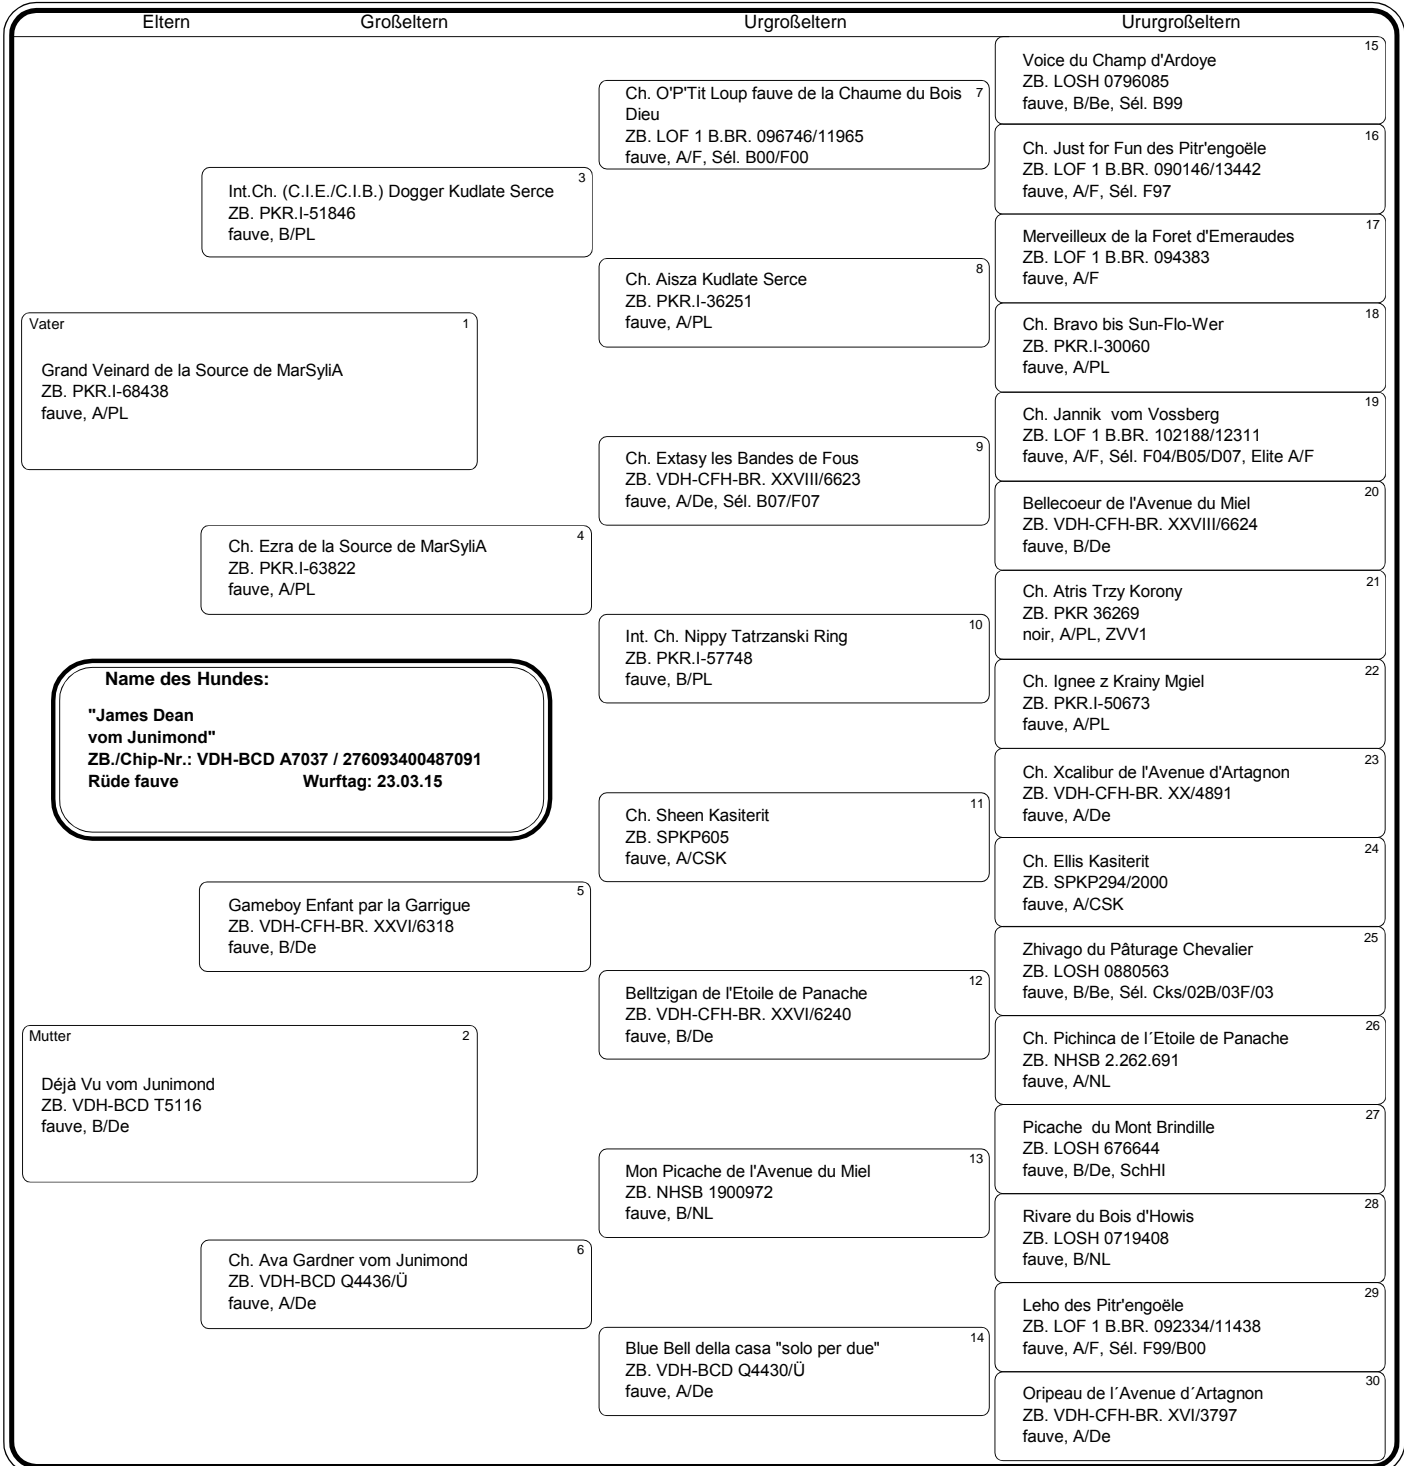 Eltern
Großeltern
Urgroßeltern
Ururgroßeltern
Vater 1
Grand Veinard de la Source de MarSyliA
ZB. PKR.I-68438
fauve, A/PL
Name des Hundes:
"James Dean
vom Junimond"
ZB./Chip-Nr.: VDH-BCD A7037 / 276093400487091
Rüde fauve Wurftag: 23.03.15
Mutter 2
Déjà Vu vom Junimond
ZB. VDH-BCD T5116
fauve, B/De
3
Int.Ch. (C.I.E./C.I.B.) Dogger Kudlate Serce
ZB. PKR.I-51846
fauve, B/PL
4
Ch. Ezra de la Source de MarSyliA
ZB. PKR.I-63822
fauve, A/PL
5
Gameboy Enfant par la Garrigue
ZB. VDH-CFH-BR. XXVI/6318
fauve, B/De
6
Ch. Ava Gardner vom Junimond
ZB. VDH-BCD Q4436/Ü
fauve, A/De
Ch. O'P'Tit Loup fauve de la Chaume du Bois 7
Dieu
ZB. LOF 1 B.BR. 096746/11965
fauve, A/F, Sél. B00/F00
8
Ch. Aisza Kudlate Serce
ZB. PKR.I-36251
fauve, A/PL
9
Ch. Extasy les Bandes de Fous
ZB. VDH-CFH-BR. XXVIII/6623
fauve, A/De, Sél. B07/F07
10
Int. Ch. Nippy Tatrzanski Ring
ZB. PKR.I-57748
fauve, B/PL
11
Ch. Sheen Kasiterit
ZB. SPKP605
fauve, A/CSK
12
Belltzigan de l'Etoile de Panache
ZB. VDH-CFH-BR. XXVI/6240
fauve, B/De
13
Mon Picache de l'Avenue du Miel
ZB. NHSB 1900972
fauve, B/NL
14
Blue Bell della casa "solo per due"
ZB. VDH-BCD Q4430/Ü
fauve, A/De
15
Voice du Champ d'Ardoye
ZB. LOSH 0796085
fauve, B/Be, Sél. B99
16
Ch. Just for Fun des Pitr'engoële
ZB. LOF 1 B.BR. 090146/13442
fauve, A/F, Sél. F97
17
Merveilleux de la Foret d'Emeraudes
ZB. LOF 1 B.BR. 094383
fauve, A/F
18
Ch. Bravo bis Sun-Flo-Wer
ZB. PKR.I-30060
fauve, A/PL
19
Ch. Jannik vom Vossberg
ZB. LOF 1 B.BR. 102188/12311
fauve, A/F, Sél. F04/B05/D07, Elite A/F
20
Bellecoeur de l'Avenue du Miel
ZB. VDH-CFH-BR. XXVIII/6624
fauve, B/De
21
Ch. Atris Trzy Korony
ZB. PKR 36269
noir, A/PL, ZVV1
22
Ch. Ignee z Krainy Mgiel
ZB. PKR.I-50673
fauve, A/PL
23
Ch. Xcalibur de l'Avenue d'Artagnon
ZB. VDH-CFH-BR. XX/4891
fauve, A/De
24
Ch. Ellis Kasiterit
ZB. SPKP294/2000
fauve, A/CSK
25
Zhivago du Pâturage Chevalier
ZB. LOSH 0880563
fauve, B/Be, Sél. Cks/02B/03F/03
26
Ch. Pichinca de l´Etoile de Panache
ZB. NHSB 2.262.691
fauve, A/NL
27
Picache du Mont Brindille
ZB. LOSH 676644
fauve, B/De, SchHI
28
Rivare du Bois d'Howis
ZB. LOSH 0719408
fauve, B/NL
29
Leho des Pitr'engoële
ZB. LOF 1 B.BR. 092334/11438
fauve, A/F, Sél. F99/B00
30
Oripeau de l´Avenue d´Artagnon
ZB. VDH-CFH-BR. XVI/3797
fauve, A/De